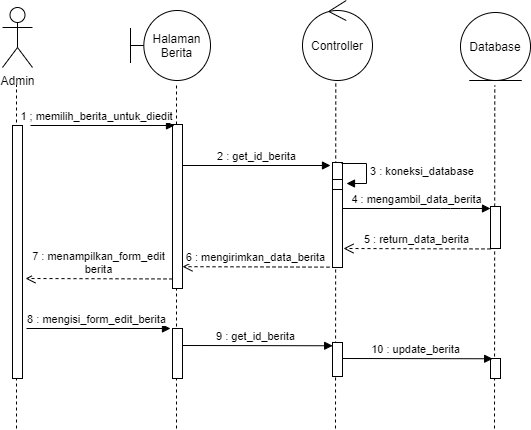 Halaman
Berita
Controller
Database
Admin
1 : memilih_berita_untuk_diedit
2 : get_id_berita
3 : koneksi_database
4 : mengambil_data_berita
5 : return_data_berita
6 : mengirimkan_data_berita
7 : menampilkan_form_edit
berita
8 : mengisi_form_edit_berita
9 : get_id_berita
10 : update_berita